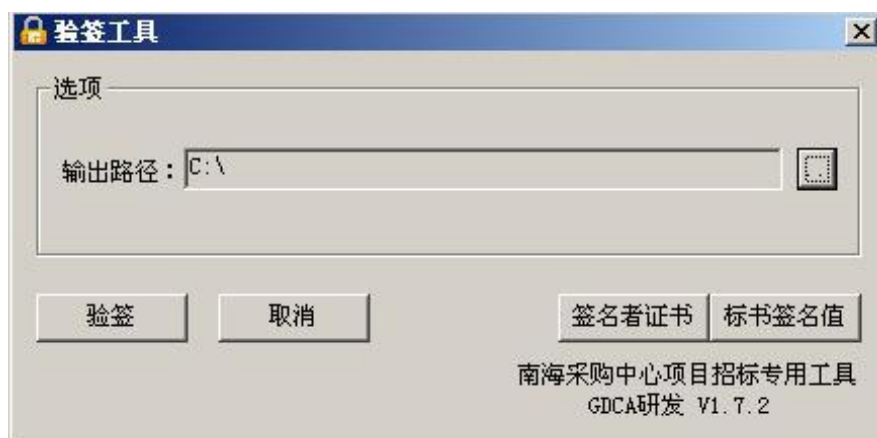 验签工具
选项
输出路径：C:\
.
验签 取消 签名者证书 标书签名值
南海采购中心项目招标专用工具
GDCA研发 V1.7.2